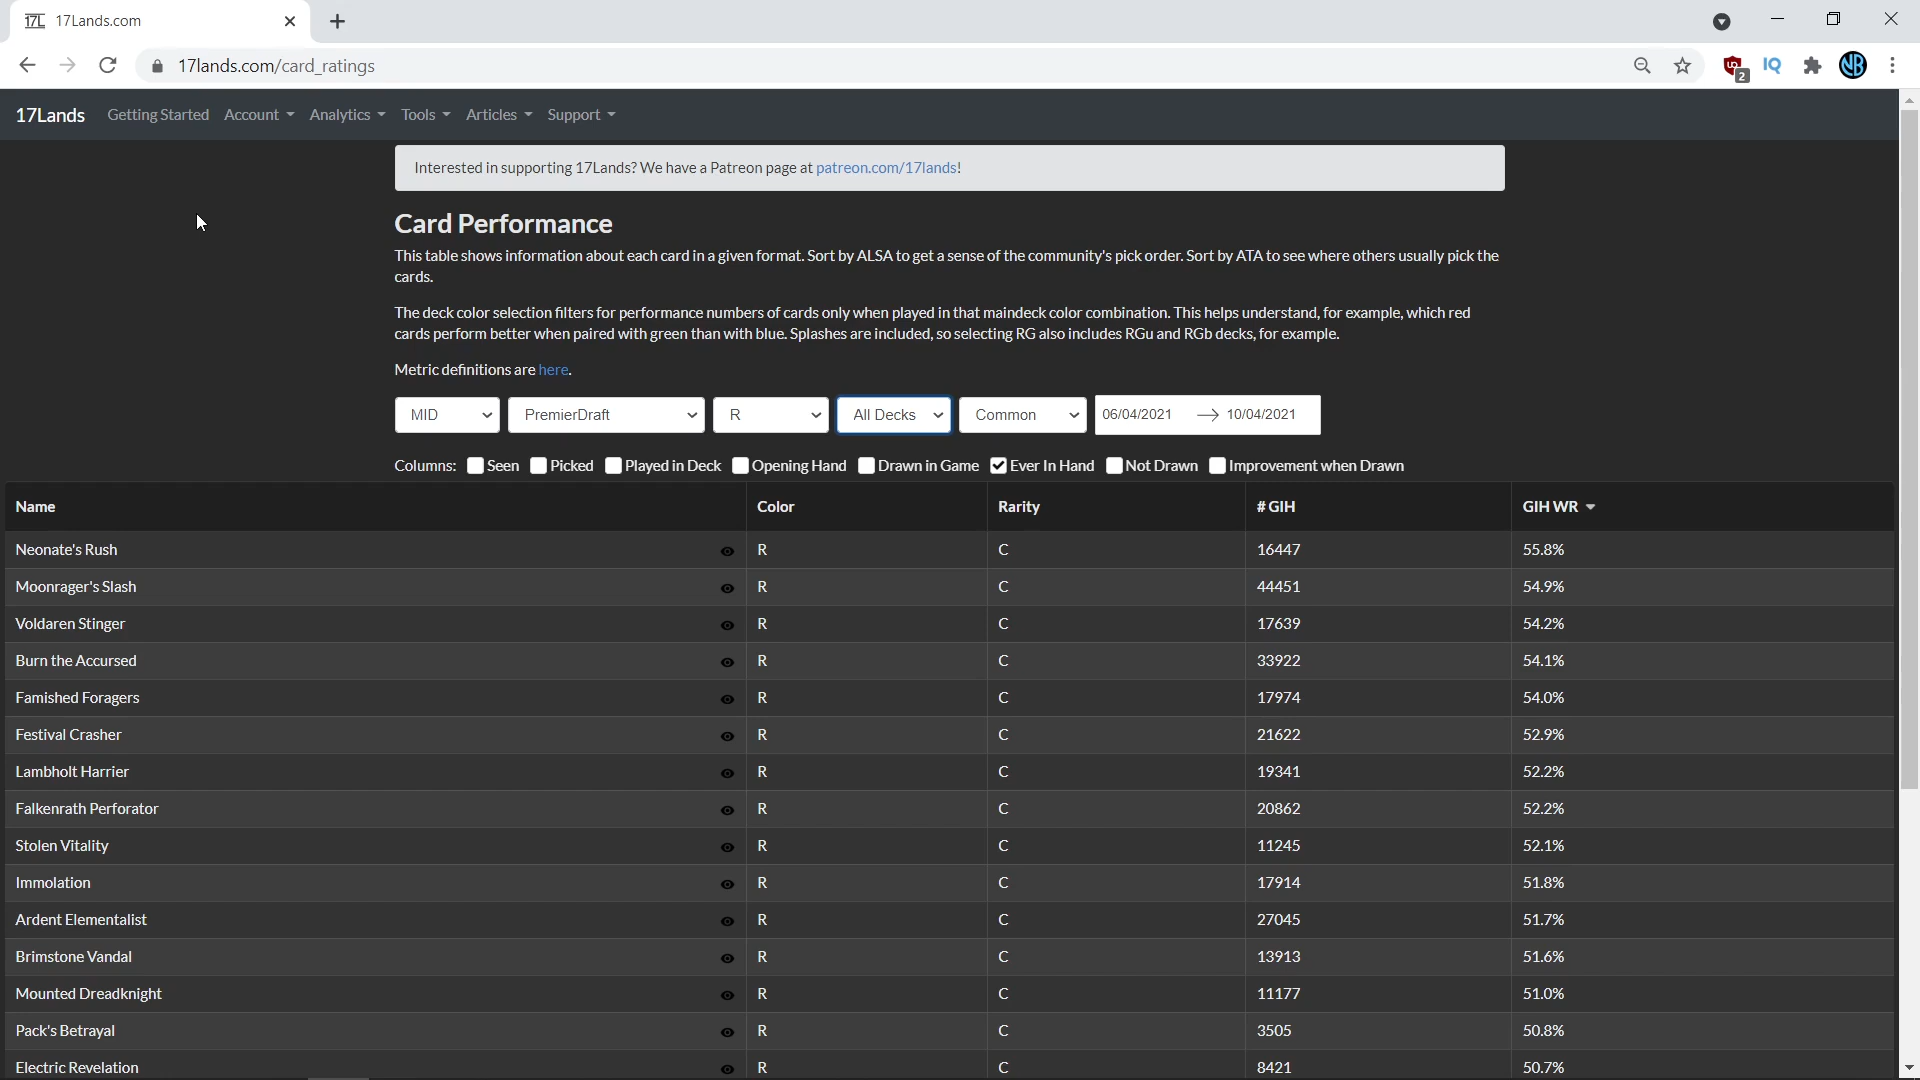 17Lands.com
17lands.com/card_ratings
2
IQ
NB
17Lands Getting Started Account Analytics Tools Articles Support
Interested in supporting 17Lands? We have a Patreon page at patreon.com/17lands!
Card Performance
This table shows information about each card in a given format. Sort by ALSA to get a sense of the community's pick order. Sort by ATA to see where others usually pick the
cards.
The deck color selection filters for performance numbers of cards only when played in that maindeck color combination. This helps understand, for example, which red
cards perform better when paired with green than with blue. Splashes are included, so selecting RG also includes RGu and RGb decks, for example.
Metric definitions are here.
MID PremierDraft R All Decks Common 06/04/2021 → 10/04/2021
Columns: Seen Picked Played in Deck Opening Hand Drawn in Game Ever In Hand Not Drawn Improvement when Drawn
Name Color Rarity # GIH GIH WR
Neonate's Rush R C 16447 55.8%
Moonrager's Slash R C 44451 54.9%
Voldaren Stinger R C 17639 54.2%
Burn the Accursed R C 33922 54.1%
Famished Foragers R C 17974 54.0%
Festival Crasher R C 21622 52.9%
Lambholt Harrier R C 19341 52.2%
Falkenrath Perforator R C 20862 52.2%
Stolen Vitality R C 11245 52.1%
Immolation R C 17914 51.8%
Ardent Elementalist R C 27045 51.7%
Brimstone Vandal R C 13913 51.6%
Mounted Dreadknight R C 11177 51.0%
Pack's Betrayal R C 3505 50.8%
Electric Revelation R C 8421 50.7%